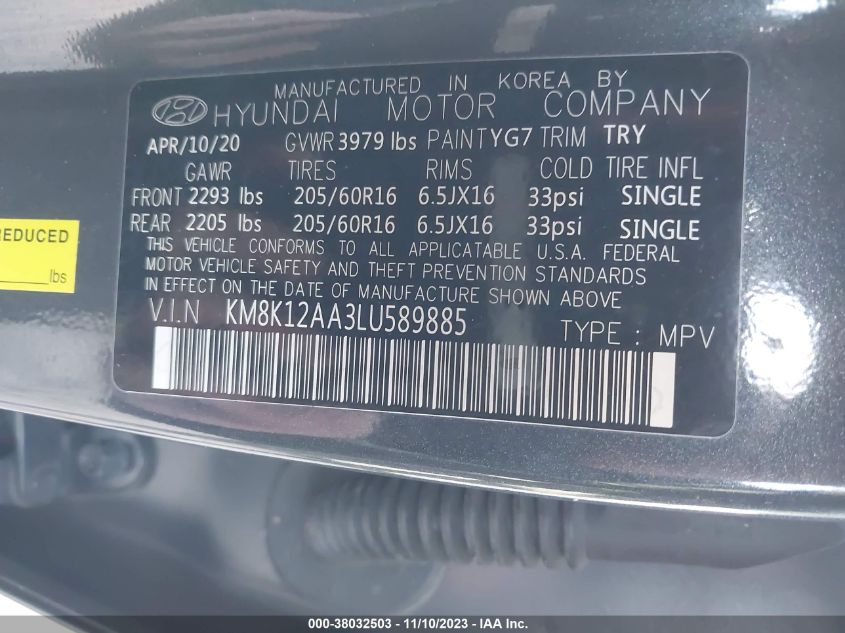 MANUFACTURED IN KOREA BY
HYUNDAI MOTOR COMPANY
APR/10/20 GVWR 3979 lbs PAINT YG7 TRIM TRY
GAWR TIRES RIMS COLD TIRE INFL
FRONT 2293 lbs 205/60R16 6.5JX16 33psi SINGLE
REAR 2205 lbs 205/60R16 6.5JX16 33psi SINGLE
THIS VEHICLE CONFORMS TO ALL APPLICATABLE U.S.A. FEDERAL
MOTOR VEHICLE SAFETY AND THEFT PREVENTION STANDARDS
IN EFFECT ON THE DATE OF MANUFACTURE SHOWN ABOVE
V.I.N KM8K12AA3LU589885 TYPE : MPV
REDUCED
lbs
000-38032503 - 11/10/2023 - IAA Inc.